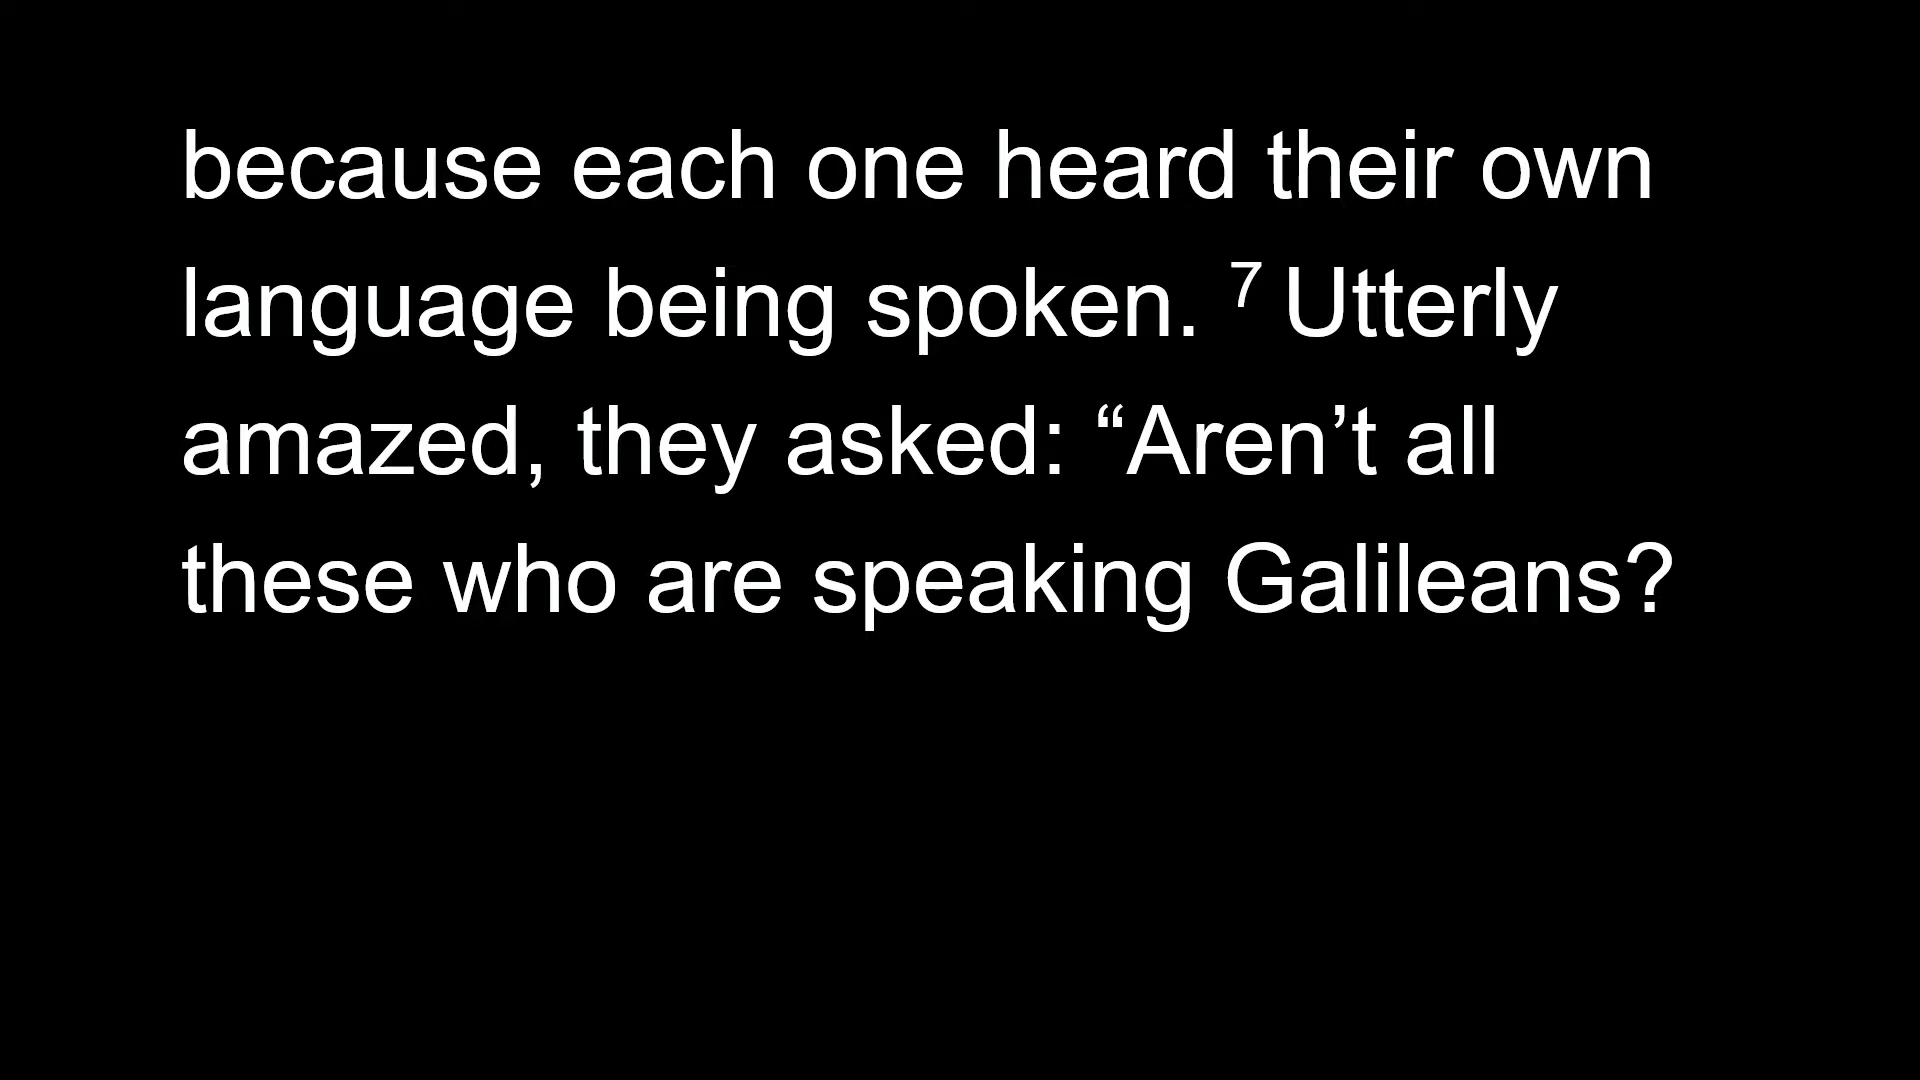 because each one heard their own
language being spoken. ⁷ Utterly
amazed, they asked: “Aren’t all
these who are speaking Galileans?